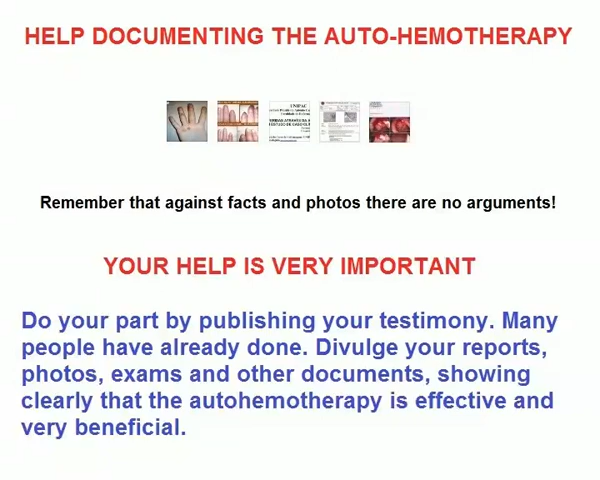 HELP DOCUMENTING THE AUTO-HEMOTHERAPY
UNIPAC
Remember that against facts and photos there are no arguments!
YOUR HELP IS VERY IMPORTANT
Do your part by publishing your testimony. Many
people have already done. Divulge your reports,
photos, exams and other documents, showing
clearly that the autohemotherapy is effective and
very beneficial.